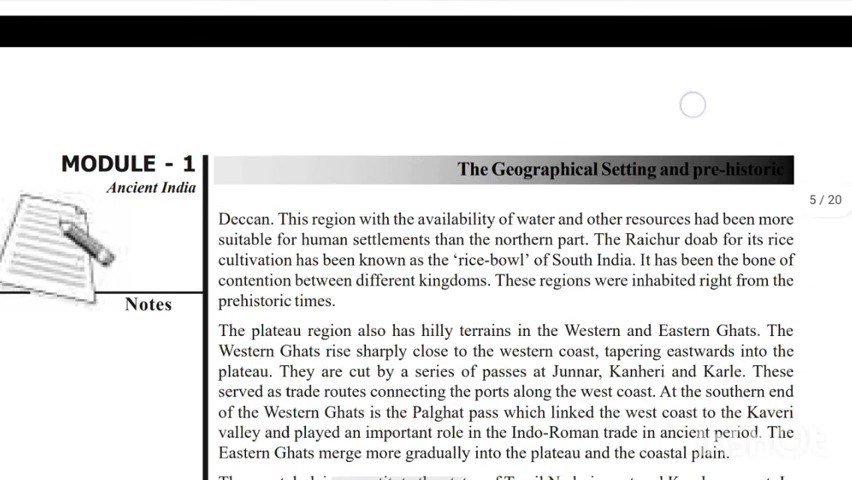 MODULE - 1
Ancient India
The Geographical Setting and pre-historic
5 / 20
Notes
Deccan. This region with the availability of water and other resources had been more
suitable for human settlements than the northern part. The Raichur doab for its rice
cultivation has been known as the ‘rice-bowl’ of South India. It has been the bone of
contention between different kingdoms. These regions were inhabited right from the
prehistoric times.
The plateau region also has hilly terrains in the Western and Eastern Ghats. The
Western Ghats rise sharply close to the western coast, tapering eastwards into the
plateau. They are cut by a series of passes at Junnar, Kanheri and Karle. These
served as trade routes connecting the ports along the west coast. At the southern end
of the Western Ghats is the Palghat pass which linked the west coast to the Kaveri
valley and played an important role in the Indo-Roman trade in ancient period. The
Eastern Ghats merge more gradually into the plateau and the coastal plain.